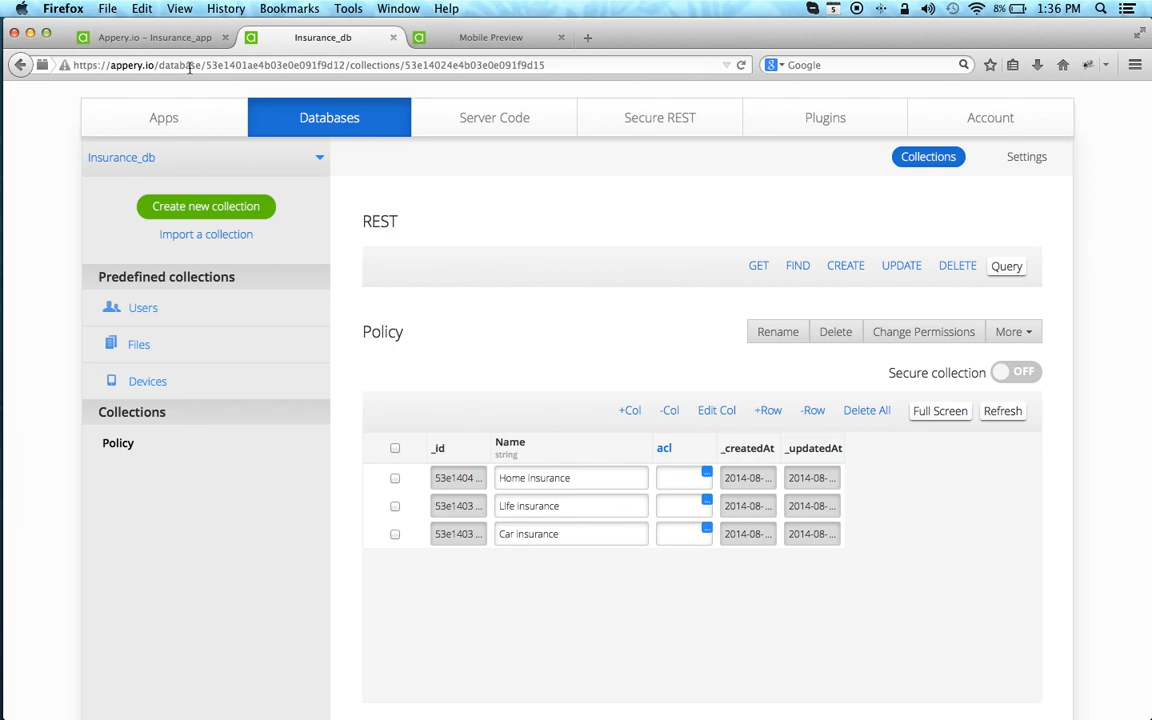 Firefox File Edit View History Bookmarks Tools Window Help 5 8% 1:36 PM
Appery.io – Insurance_app Insurance_db Mobile Preview
https://appery.io/database/53e1401ae4b03e0e091f9d12/collections/53e14024e4b03e0e091f9d15 Google
Apps Databases Server Code Secure REST Plugins Account
Insurance_db Collections Settings
Create new collection
Import a collection
REST
Predefined collections
GET FIND CREATE UPDATE DELETE Query
Users
Policy Rename Delete Change Permissions More
Files
Secure collection OFF
Devices
Collections
+Col -Col Edit Col +Row -Row Delete All Full Screen Refresh
Policy
_id Name string acl _createdAt _updatedAt
53e1404 ... Home insurance ... 2014-08-... 2014-08-...
53e1403 ... Life insurance ... 2014-08-... 2014-08-...
53e1403 ... Car insurance ... 2014-08-... 2014-08-...